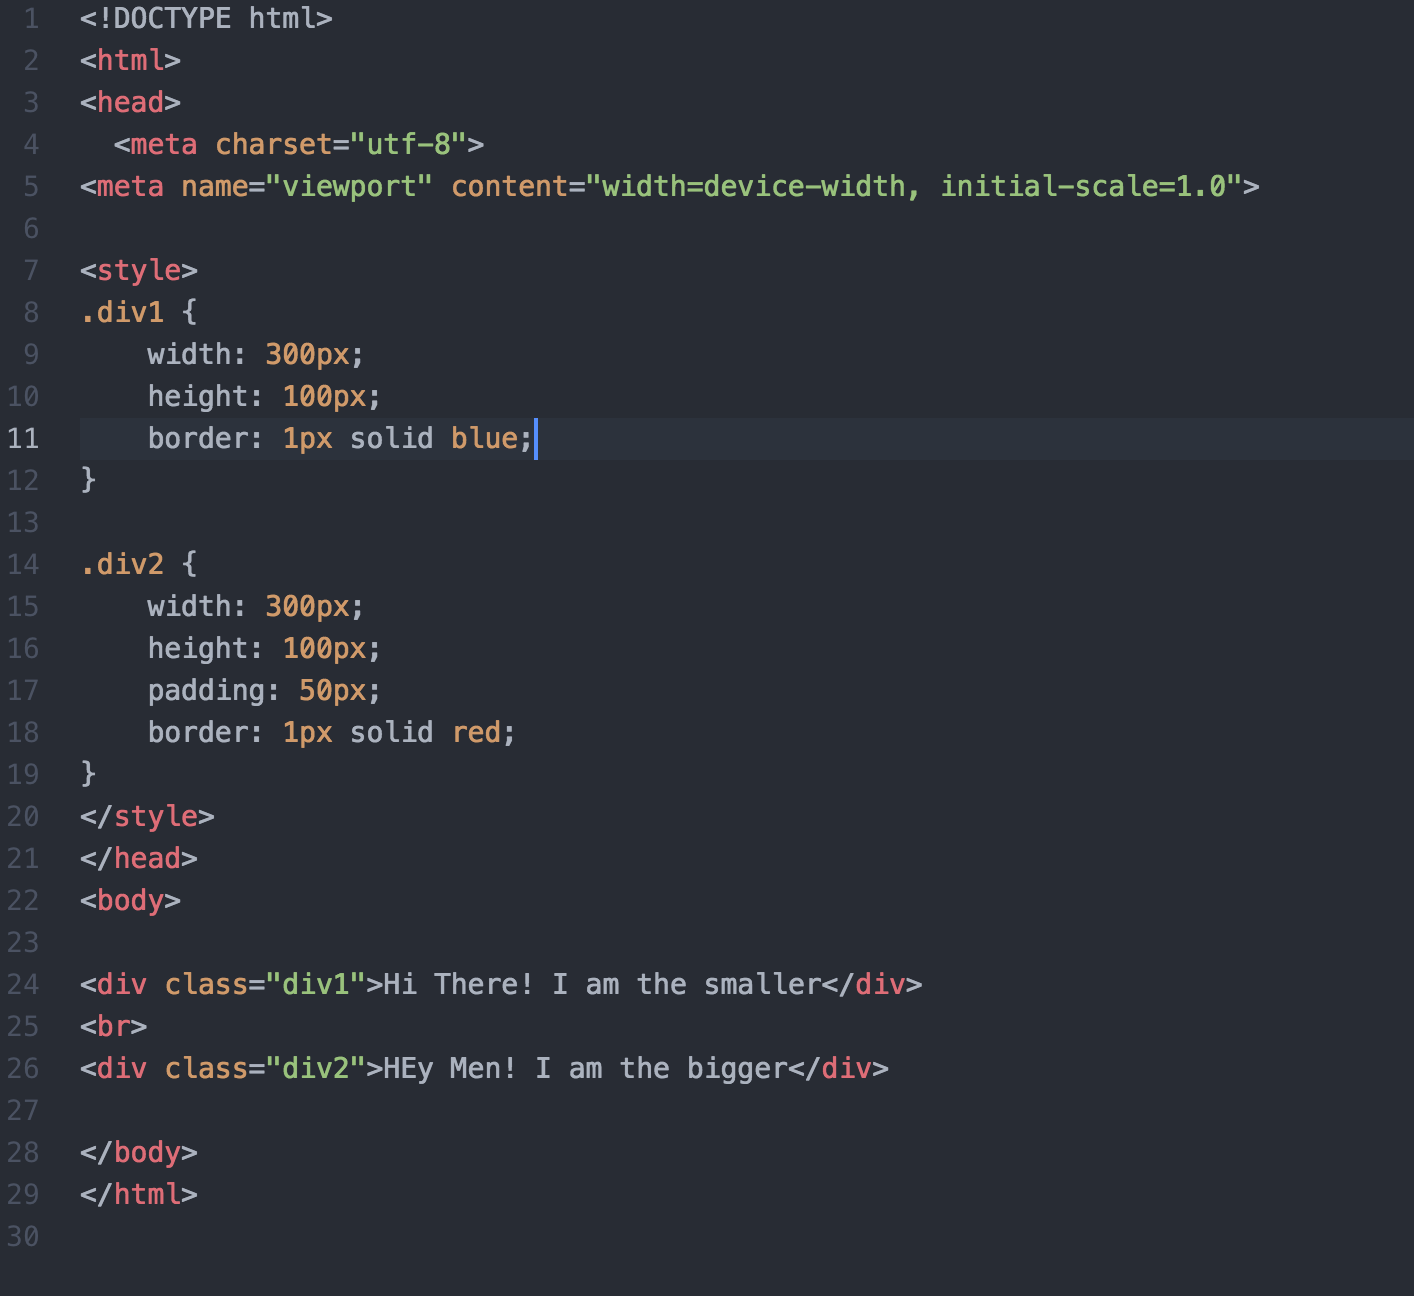 1 <!DOCTYPE html>
2 <html>
3 <head>
4   <meta charset="utf-8">
5 <meta name="viewport" content="width=device-width, initial-scale=1.0">
6
7 <style>
8 .div1 {
9     width: 300px;
10     height: 100px;
11     border: 1px solid blue;
12 }
13
14 .div2 {
15     width: 300px;
16     height: 100px;
17     padding: 50px;
18     border: 1px solid red;
19 }
20 </style>
21 </head>
22 <body>
23
24 <div class="div1">Hi There! I am the smaller</div>
25 <br>
26 <div class="div2">HEy Men! I am the bigger</div>
27
28 </body>
29 </html>
30